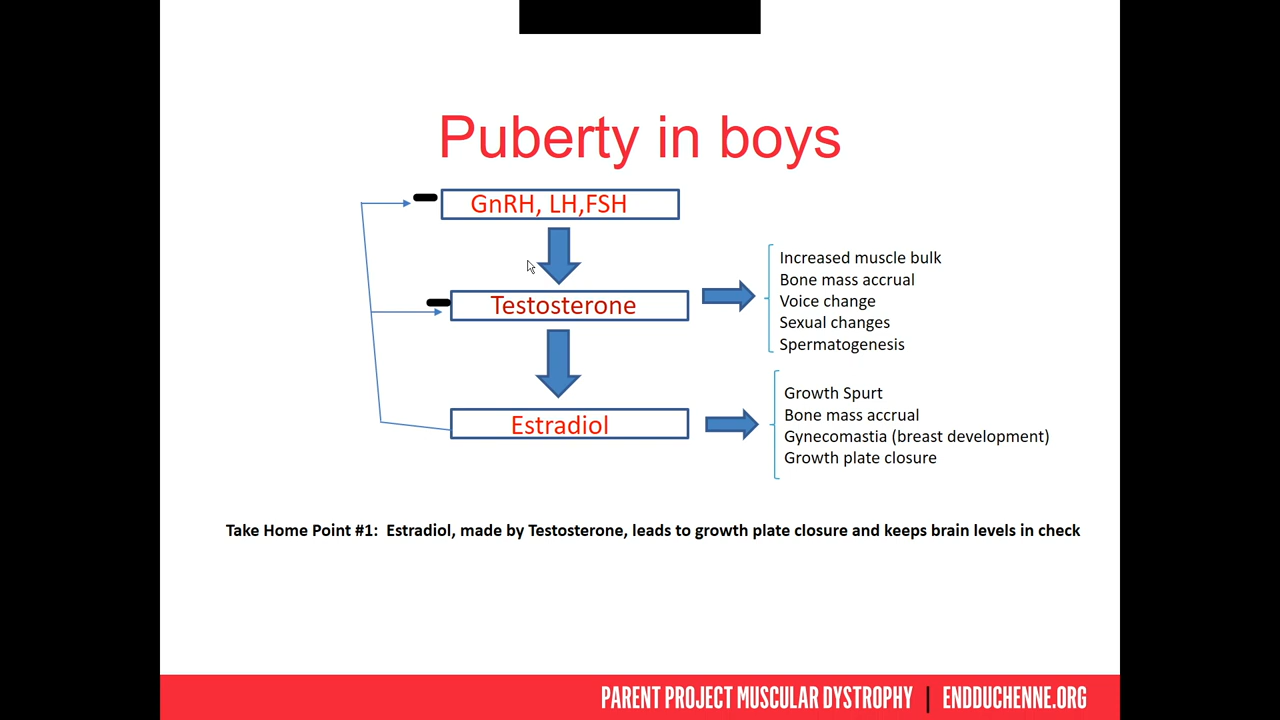 Puberty in boys
GnRH, LH,FSH
Testosterone
Increased muscle bulk
Bone mass accrual
Voice change
Sexual changes
Spermatogenesis
Estradiol
Growth Spurt
Bone mass accrual
Gynecomastia (breast development)
Growth plate closure
Take Home Point #1:  Estradiol, made by Testosterone, leads to growth plate closure and keeps brain levels in check
PARENT PROJECT MUSCULAR DYSTROPHY | ENDDUCHENNE.ORG